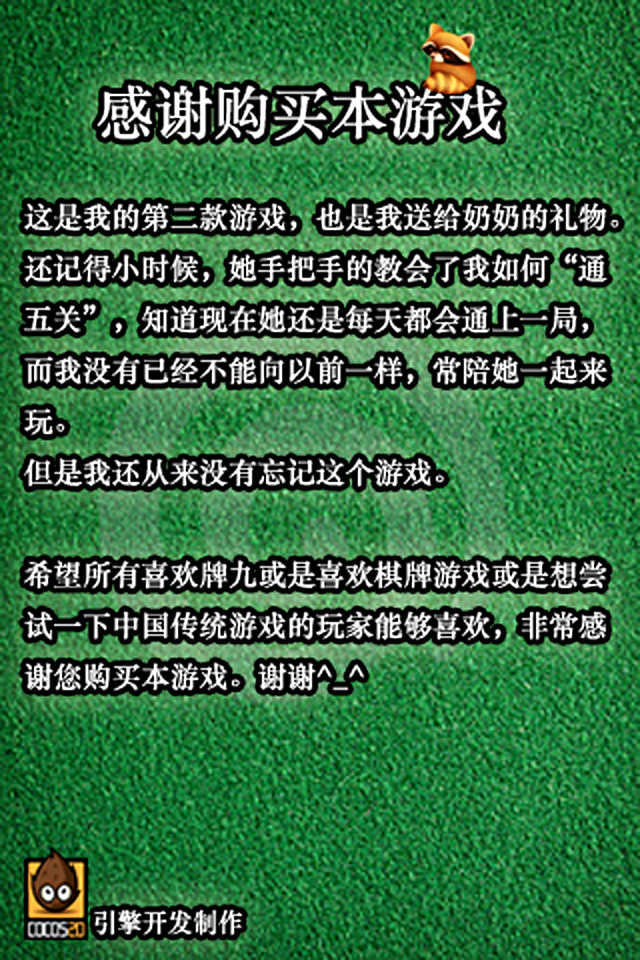 感谢购买本游戏
这是我的第二款游戏，也是我送给奶奶的礼物。
还记得小时候，她手把手的教会了我如何“通
五关”，知道现在她还是每天都会通上一局，
而我没有已经不能向以前一样，常陪她一起来
玩。
但是我还从来没有忘记这个游戏。
希望所有喜欢牌九或是喜欢棋牌游戏或是想尝
试一下中国传统游戏的玩家能够喜欢，非常感
谢您购买本游戏。谢谢^_^
COCOS2D
引擎开发制作